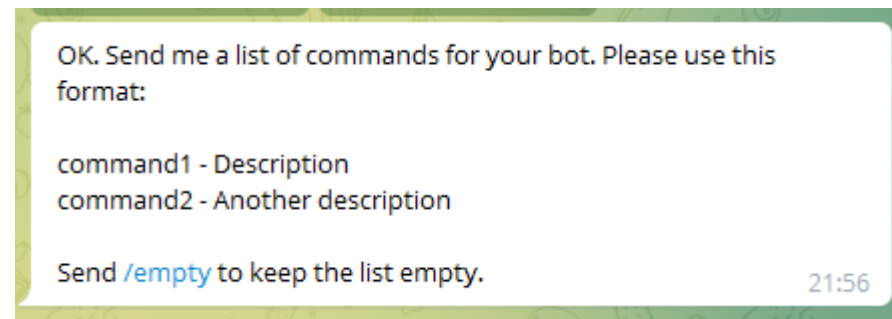 OK. Send me a list of commands for your bot. Please use this
format:
command1 - Description
command2 - Another description
Send /empty to keep the list empty.
21:56